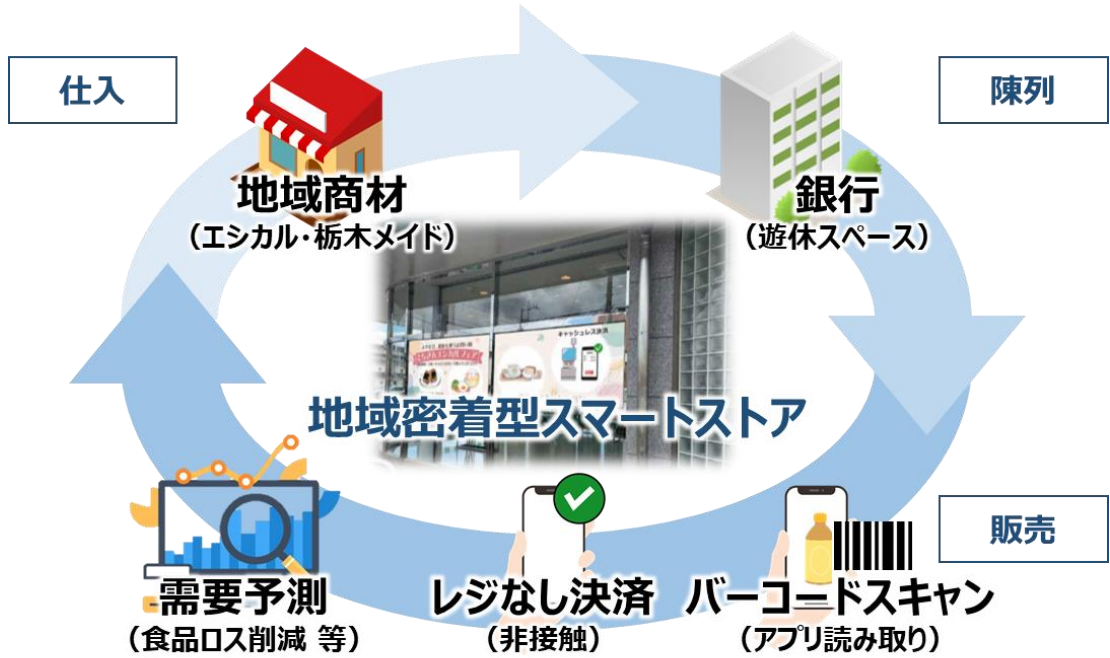 仕入
陳列
地域商材
（エシカル・栃木メイド）
銀行
（遊休スペース）
キャッシュレス決済
地域密着型スマートストア
販売
需要予測
（食品ロス削減 等）
レジなし決済
（非接触）
バーコードスキャン
（アプリ読み取り）